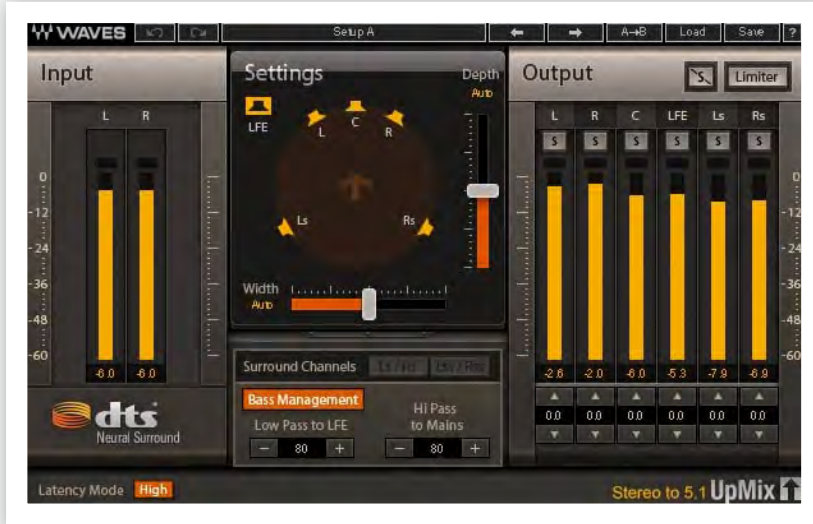 WAVES Setup A A→B Load Save ?
Input
L R
0
-12
-24
-36
-48
-60
-6.0 -6.0
dts
Neural Surround
Settings
Depth
Auto
LFE
L C R
Ls Rs
Width
Auto
Surround Channels
Bass Management
Low Pass to LFE
Hi Pass
to Mains
- 80 +
- 80 +
Output
S Limiter
L R C LFE Ls Rs
S S S S S S
0
-12
-24
-36
-48
-60
-2.6 -2.0 -6.0 -5.3 -7.9 -6.9
0.0 0.0 0.0 0.0 0.0 0.0
Latency Mode High
Stereo to 5.1 UpMix